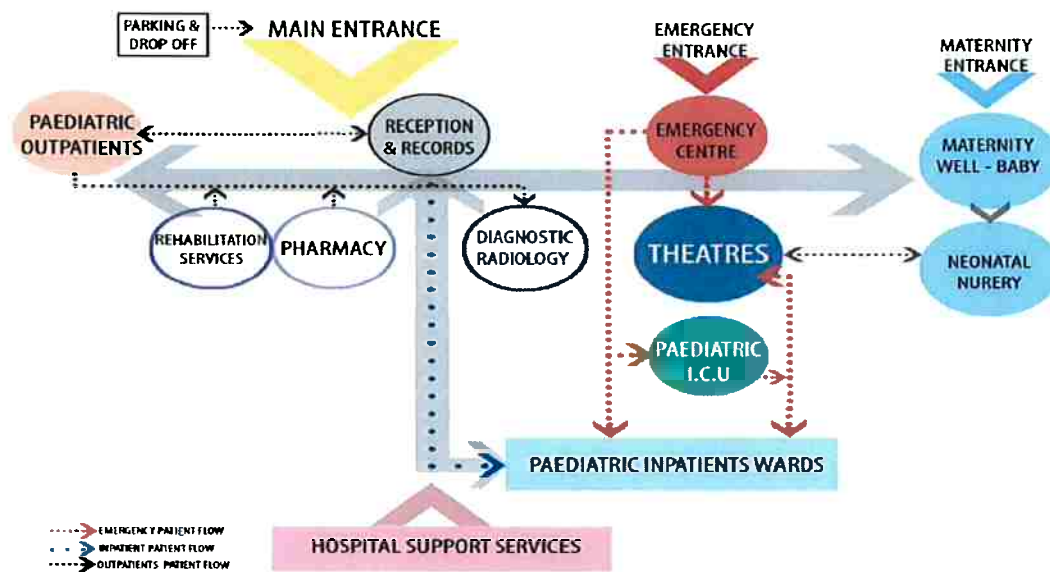 PARKING &
DROP OFF
MAIN ENTRANCE
EMERGENCY
ENTRANCE
MATERNITY
ENTRANCE
PAEDIATRIC
OUTPATIENTS
RECEPTION
& RECORDS
EMERGENCY
CENTRE
MATERNITY
WELL - BABY
REHABILITATION
SERVICES
PHARMACY
DIAGNOSTIC
RADIOLOGY
THEATRES
NEONATAL
NURERY
PAEDIATRIC
I.C.U
PAEDIATRIC INPATIENTS WARDS
HOSPITAL SUPPORT SERVICES
EMERGENCY PATIENT FLOW
INPATIENT PATIENT FLOW
OUTPATIENTS PATIENT FLOW